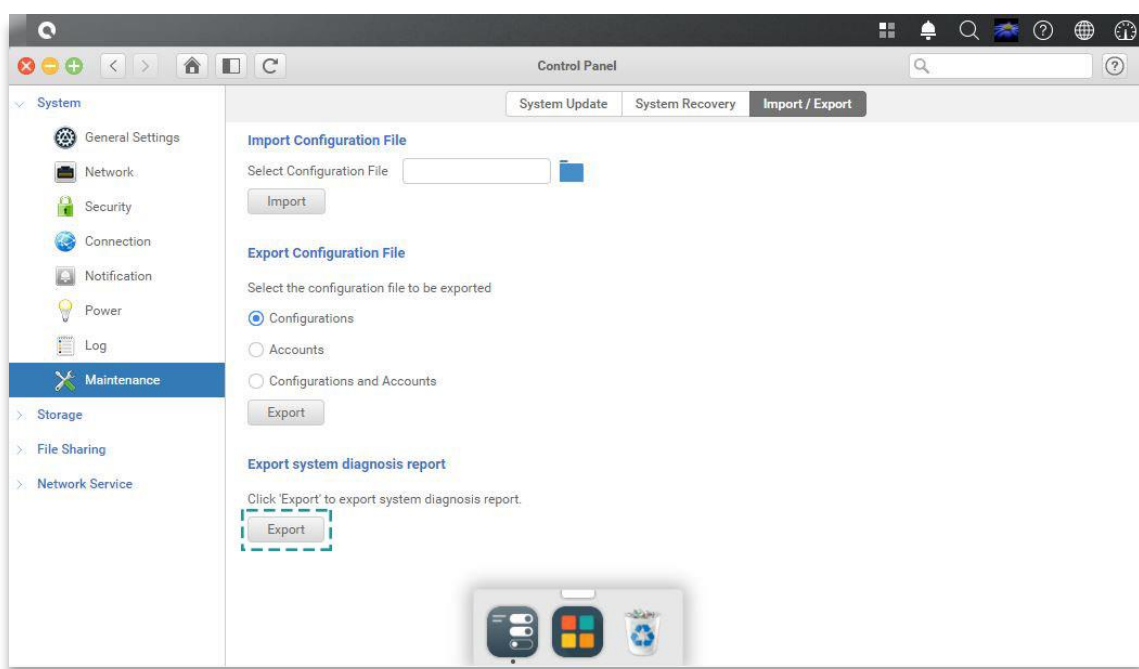 Control Panel
System
General Settings
Network
Security
Connection
Notification
Power
Log
Maintenance
Storage
File Sharing
Network Service
System Update
System Recovery
Import / Export
Import Configuration File
Select Configuration File
Import
Export Configuration File
Select the configuration file to be exported
Configurations
Accounts
Configurations and Accounts
Export
Export system diagnosis report
Click 'Export' to export system diagnosis report.
Export